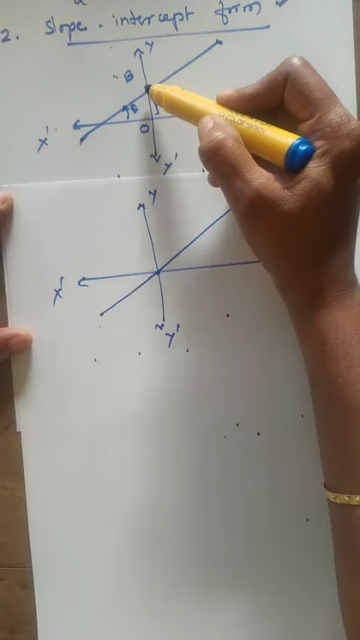 2. Slope - intercept form
Y
B
θ
X'
O
Y'
Y
X'
Y'